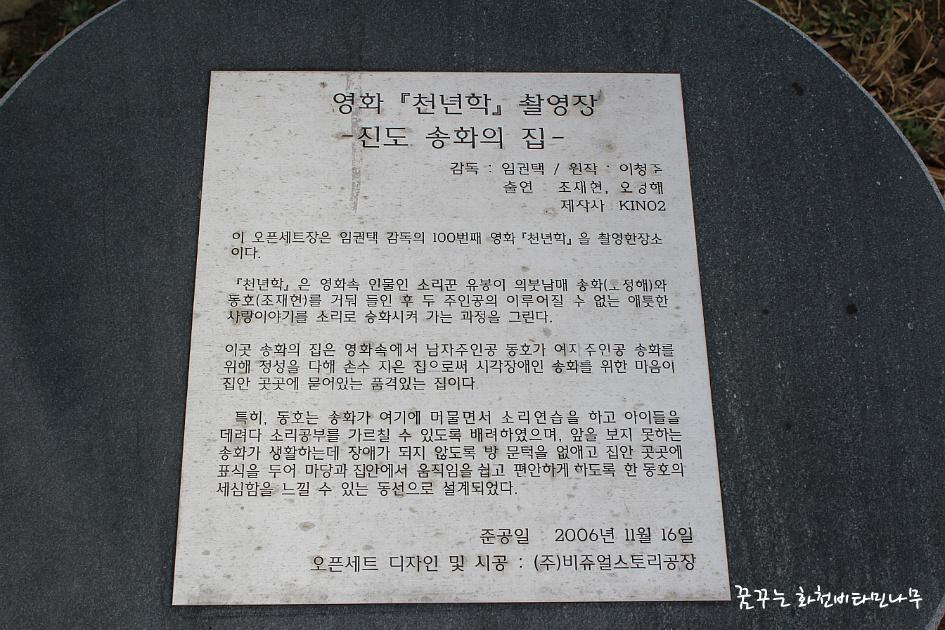 영화 『천년학』 촬영장
-진도 송화의 집-
감독 : 임권택 / 원작 : 이청준
출연 : 조재현, 오정해
제작사 KINO2
이 오픈세트장은 임권택 감독의 100번째 영화 『천년학』을 촬영한장소
이다.
『천년학』은 영화속 인물인 소리꾼 유봉이 의붓남매 송화(오정해)와
동호(조재현)를 거둬 들인 후 두 주인공의 이루어질 수 없는 애틋한
사랑이야기를 소리로 승화시켜 가는 과정을 그린다.
이곳 송화의 집은 영화속에서 남자주인공 동호가 여자주인공 송화를
위해 정성을 다해 손수 지은 집으로써 시각장애인 송화를 위한 마음이
집안 곳곳에 묻어있는 품격있는 집이다.
특히, 동호는 송화가 여기에 머물면서 소리연습을 하고 아이들을
데려다 소리공부를 가르칠 수 있도록 배려하였으며, 앞을 보지 못하는
송화가 생활하는데 장애가 되지 않도록 방 문턱을 없애고 집안 곳곳에
표식을 두어 마당과 집안에서 움직임을 쉽고 편안하게 하도록 한 동호의
세심함을 느낄 수 있는 동선으로 설계되었다.
준공일 2006년 11월 16일
오픈세트 디자인 및 시공 : (주)비쥬얼스토리공장
꿈꾸는 화천비타민나무